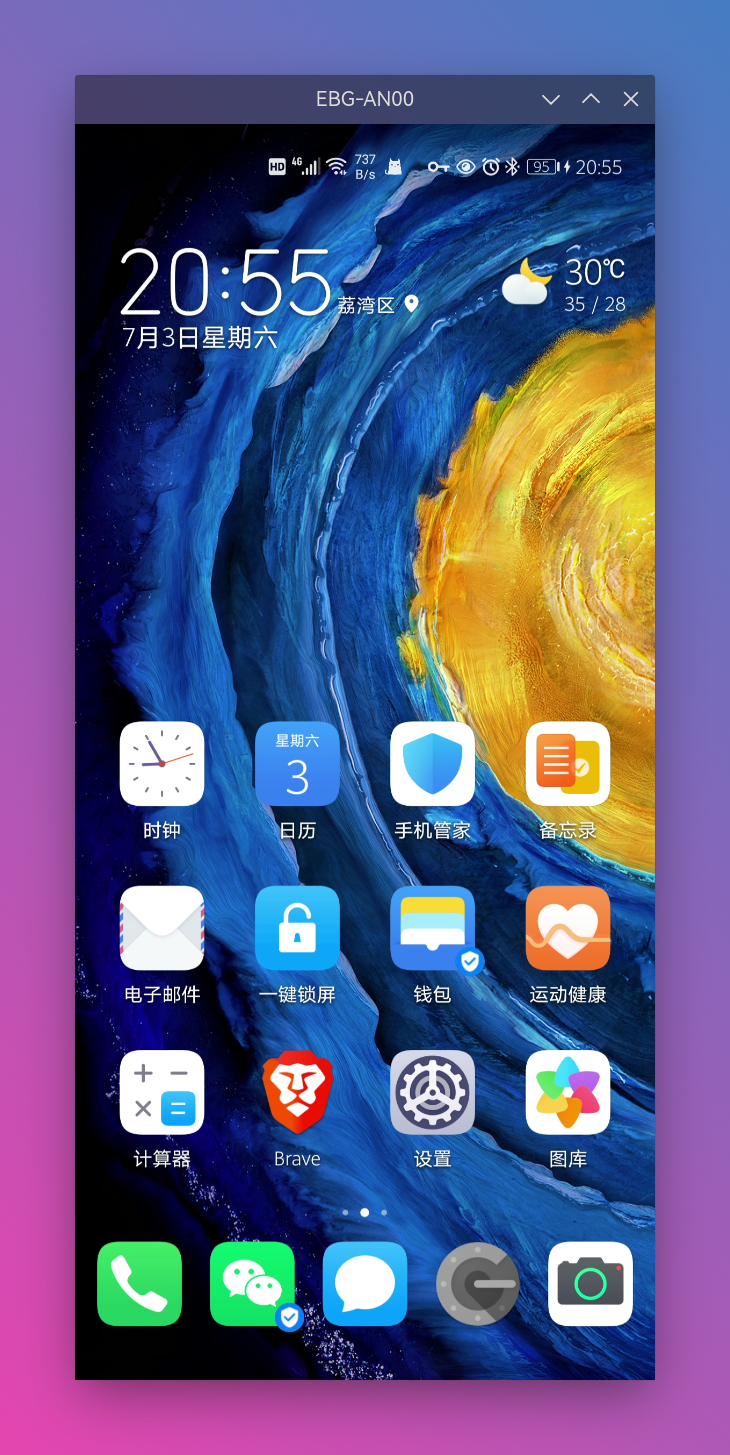 EBG-AN00
HD 4G 737 B/s 95 20:55
20:55 荔湾区 30℃
35 / 28
7月3日星期六
星期六
3
时钟 日历 手机管家 备忘录
电子邮件 一键锁屏 钱包 运动健康
计算器 Brave 设置 图库